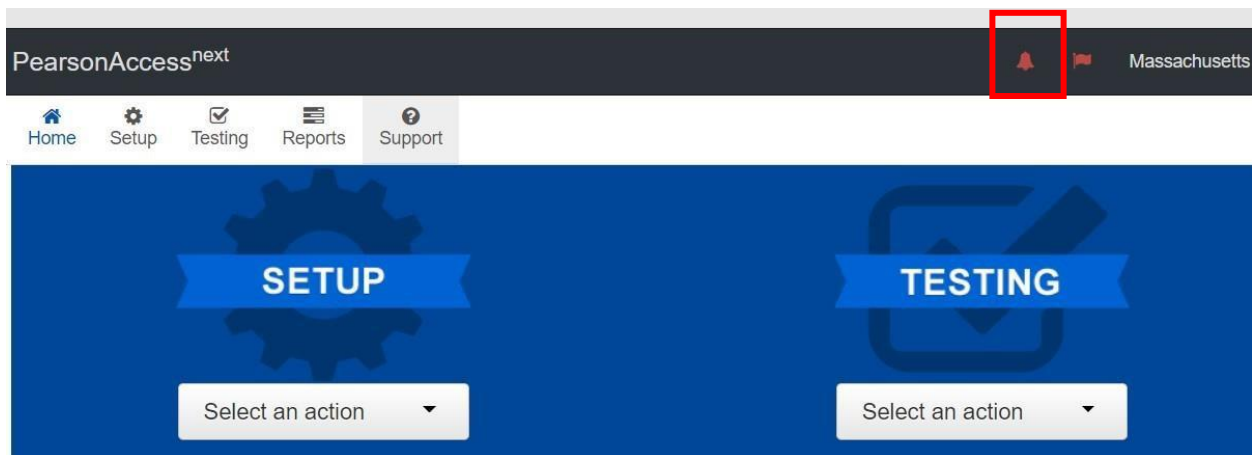 PearsonAccessnext
Massachusetts
Home Setup Testing Reports Support
SETUP TESTING
Select an action Select an action